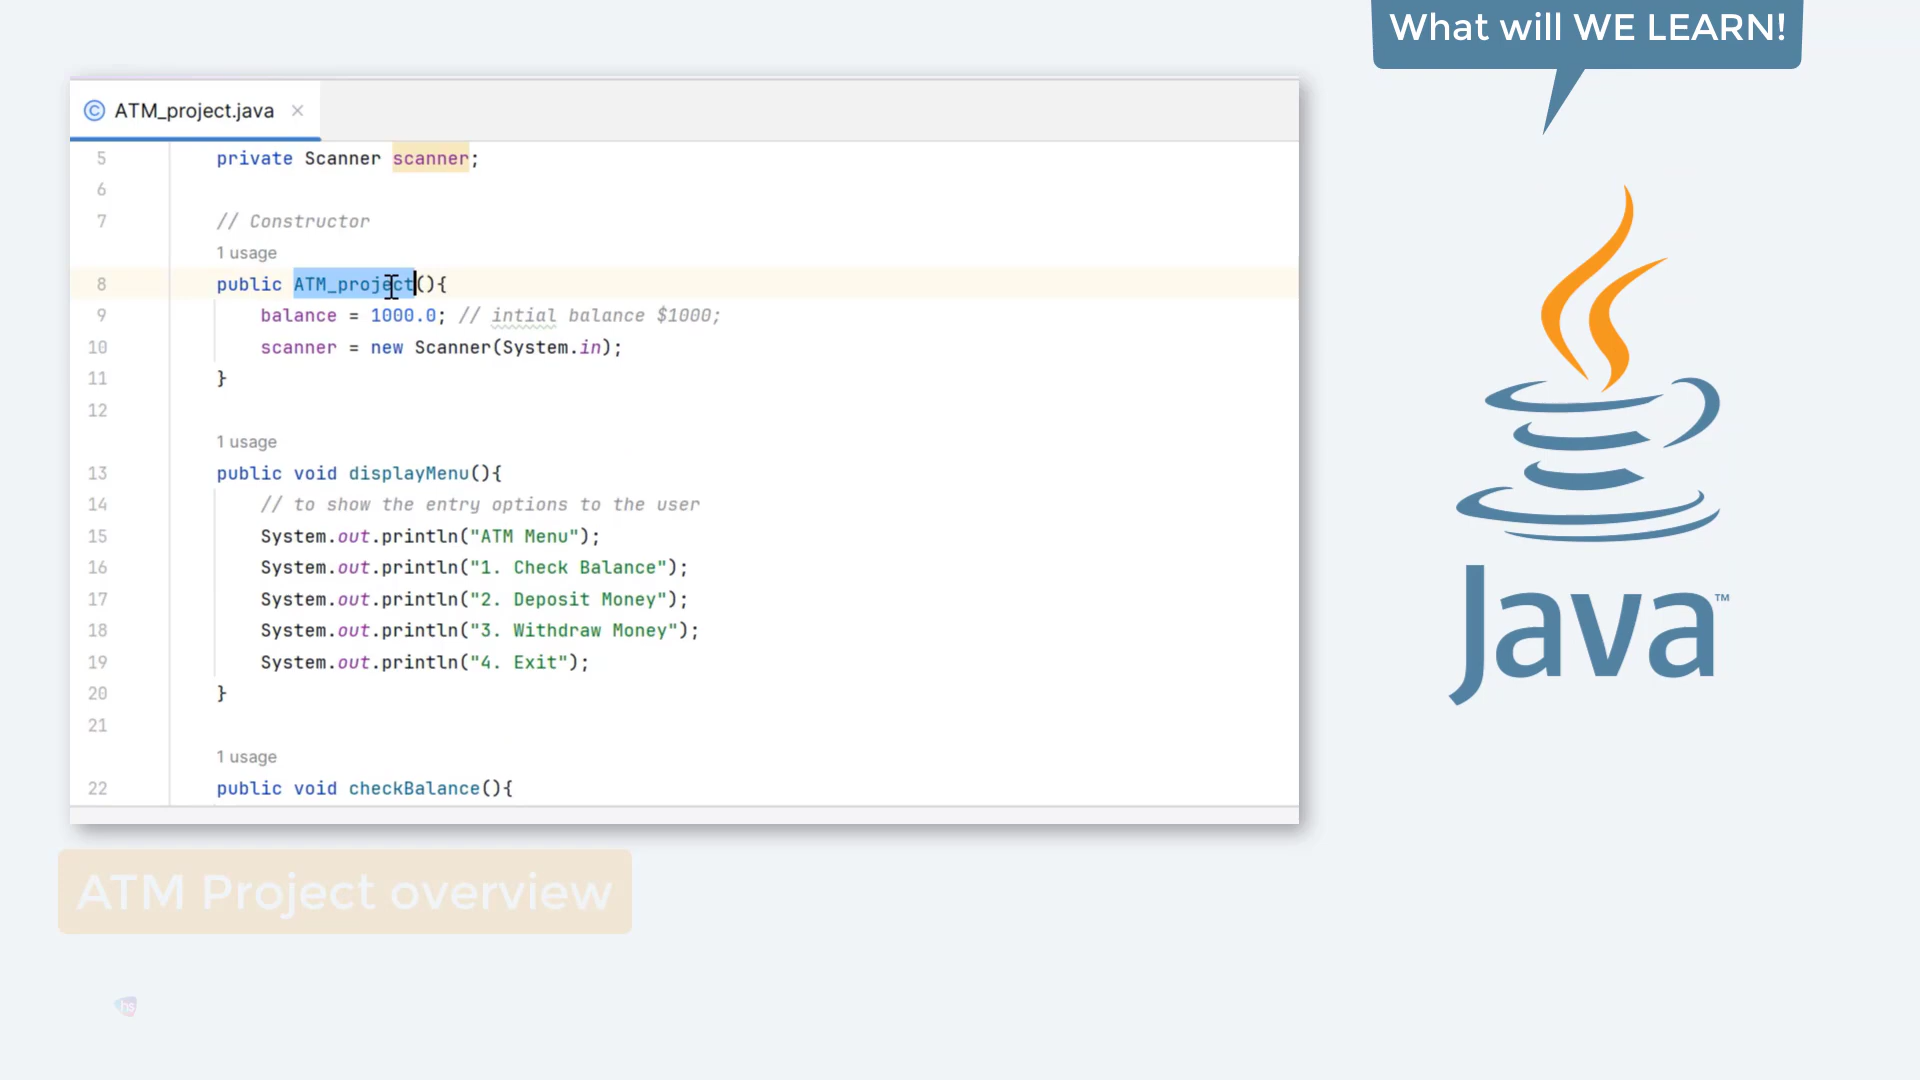 What will WE LEARN!
ATM_project.java
5 private Scanner scanner;
6
7 // Constructor
1 usage
8 public ATM_project(){
9 balance = 1000.0; // intial balance $1000;
10 scanner = new Scanner(System.in);
11 }
12
1 usage
13 public void displayMenu(){
14 // to show the entry options to the user
15 System.out.println("ATM Menu");
16 System.out.println("1. Check Balance");
17 System.out.println("2. Deposit Money");
18 System.out.println("3. Withdraw Money");
19 System.out.println("4. Exit");
20 }
21
1 usage
22 public void checkBalance(){
Java™
ATM Project overview
hs